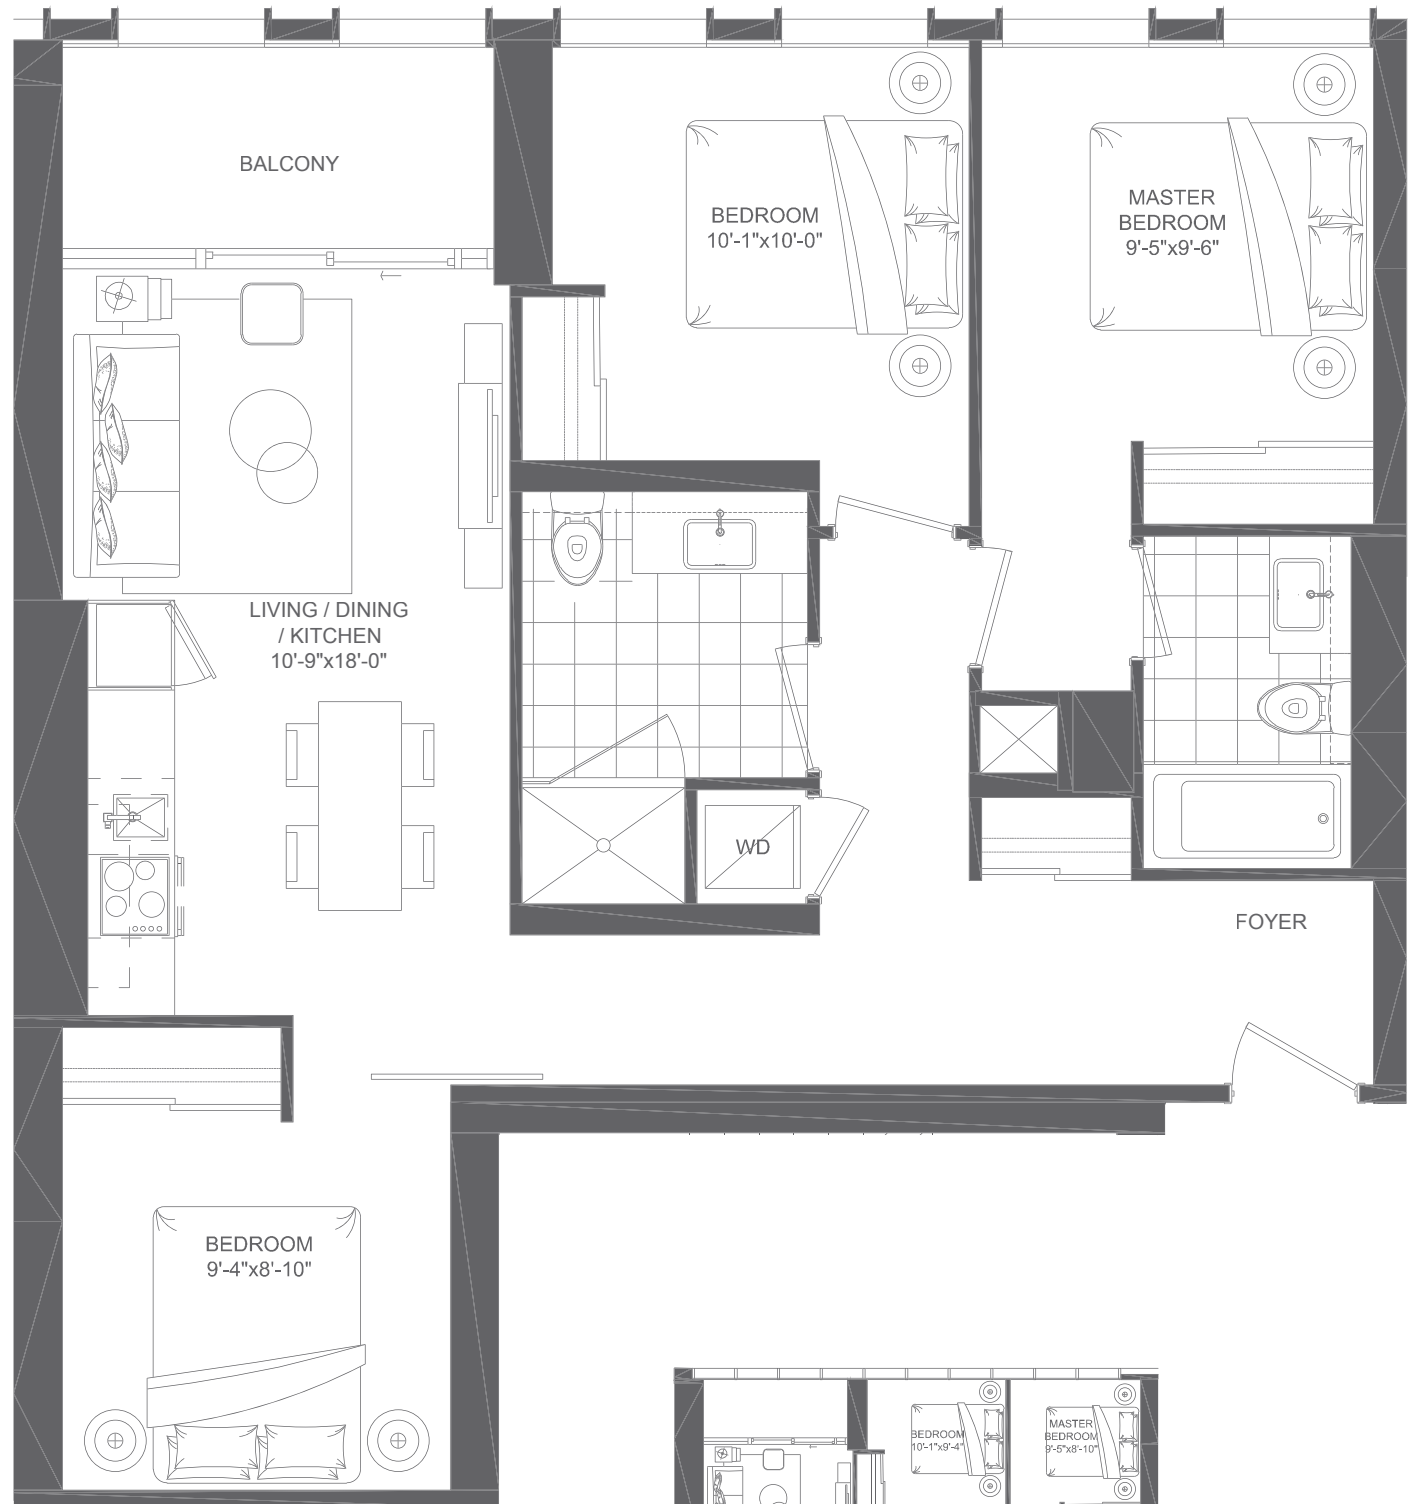 BALCONY
BEDROOM
10'-1"x10'-0"
MASTER
BEDROOM
9'-5"x9'-6"
LIVING / DINING
/ KITCHEN
10'-9"x18'-0"
WD
FOYER
BEDROOM
9'-4"x8'-10"
BEDROOM
10'-1"x9'-4"
MASTER
BEDROOM
9'-5"x8'-10"